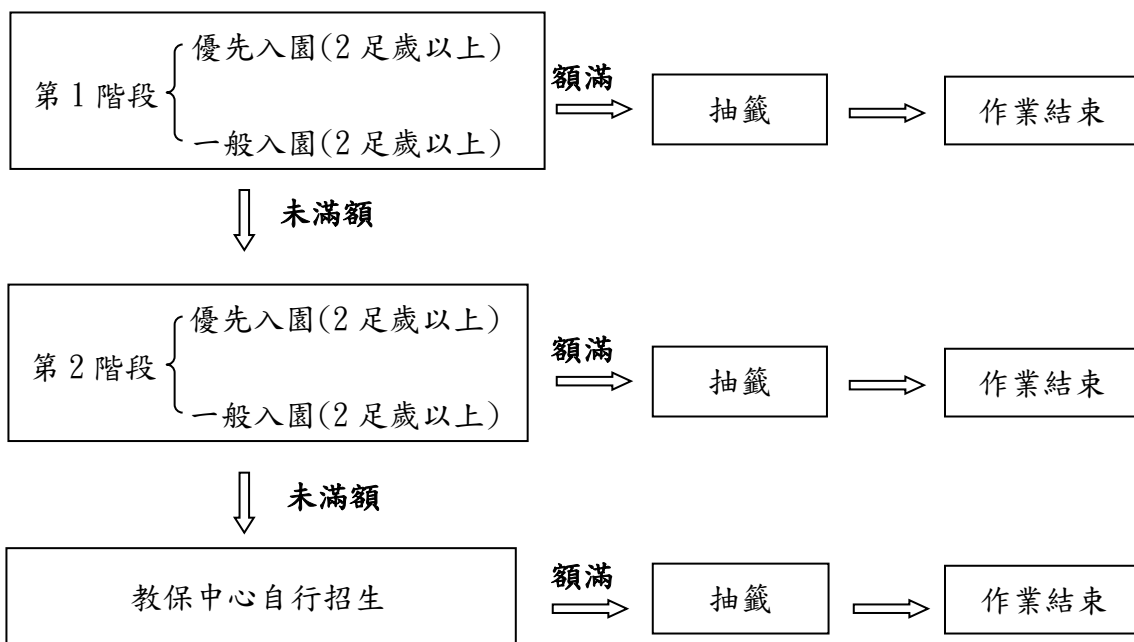 優先入園(2 足歲以上)
第 1 階段
一般入園(2 足歲以上)
額滿
抽籤
作業結束
未滿額
優先入園(2 足歲以上)
第 2 階段
一般入園(2 足歲以上)
額滿
抽籤
作業結束
未滿額
教保中心自行招生
額滿
抽籤
作業結束